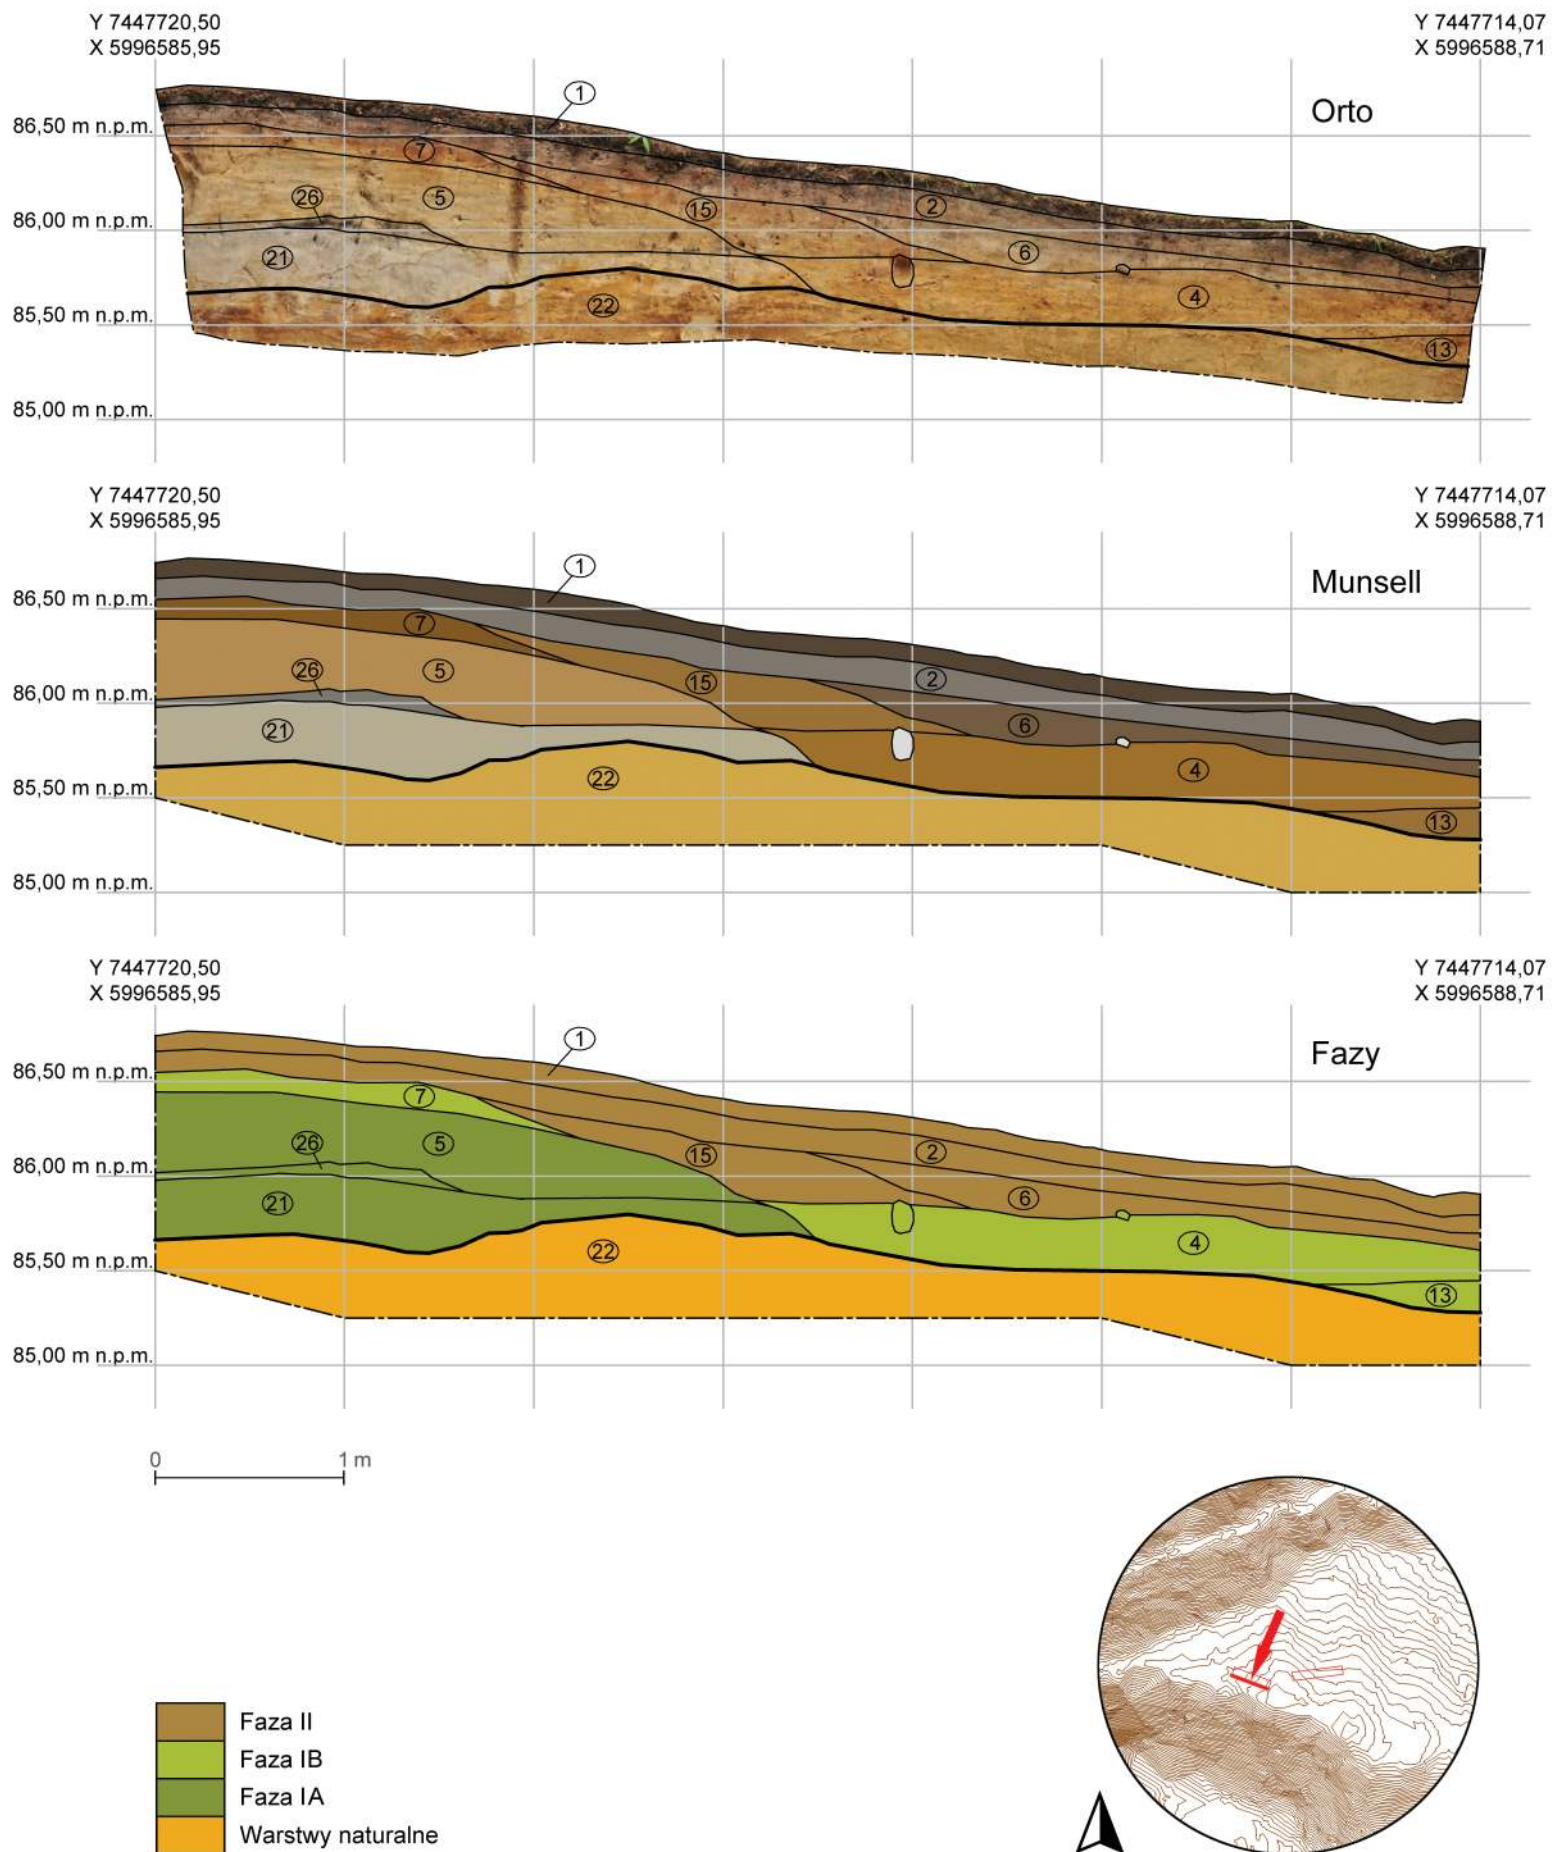 Y 7447720,50
X 5996585,95
Y 7447714,07
X 5996588,71
Orto
86,50 m n.p.m.
86,00 m n.p.m.
85,50 m n.p.m.
85,00 m n.p.m.
1
7
26
5
15
2
21
6
22
4
13
Y 7447720,50
X 5996585,95
Y 7447714,07
X 5996588,71
Munsell
86,50 m n.p.m.
86,00 m n.p.m.
85,50 m n.p.m.
85,00 m n.p.m.
1
7
26
5
15
2
21
6
22
4
13
Y 7447720,50
X 5996585,95
Y 7447714,07
X 5996588,71
Fazy
86,50 m n.p.m.
86,00 m n.p.m.
85,50 m n.p.m.
85,00 m n.p.m.
1
7
26
5
15
2
21
6
22
4
13
0 1 m
Faza II
Faza IB
Faza IA
Warstwy naturalne